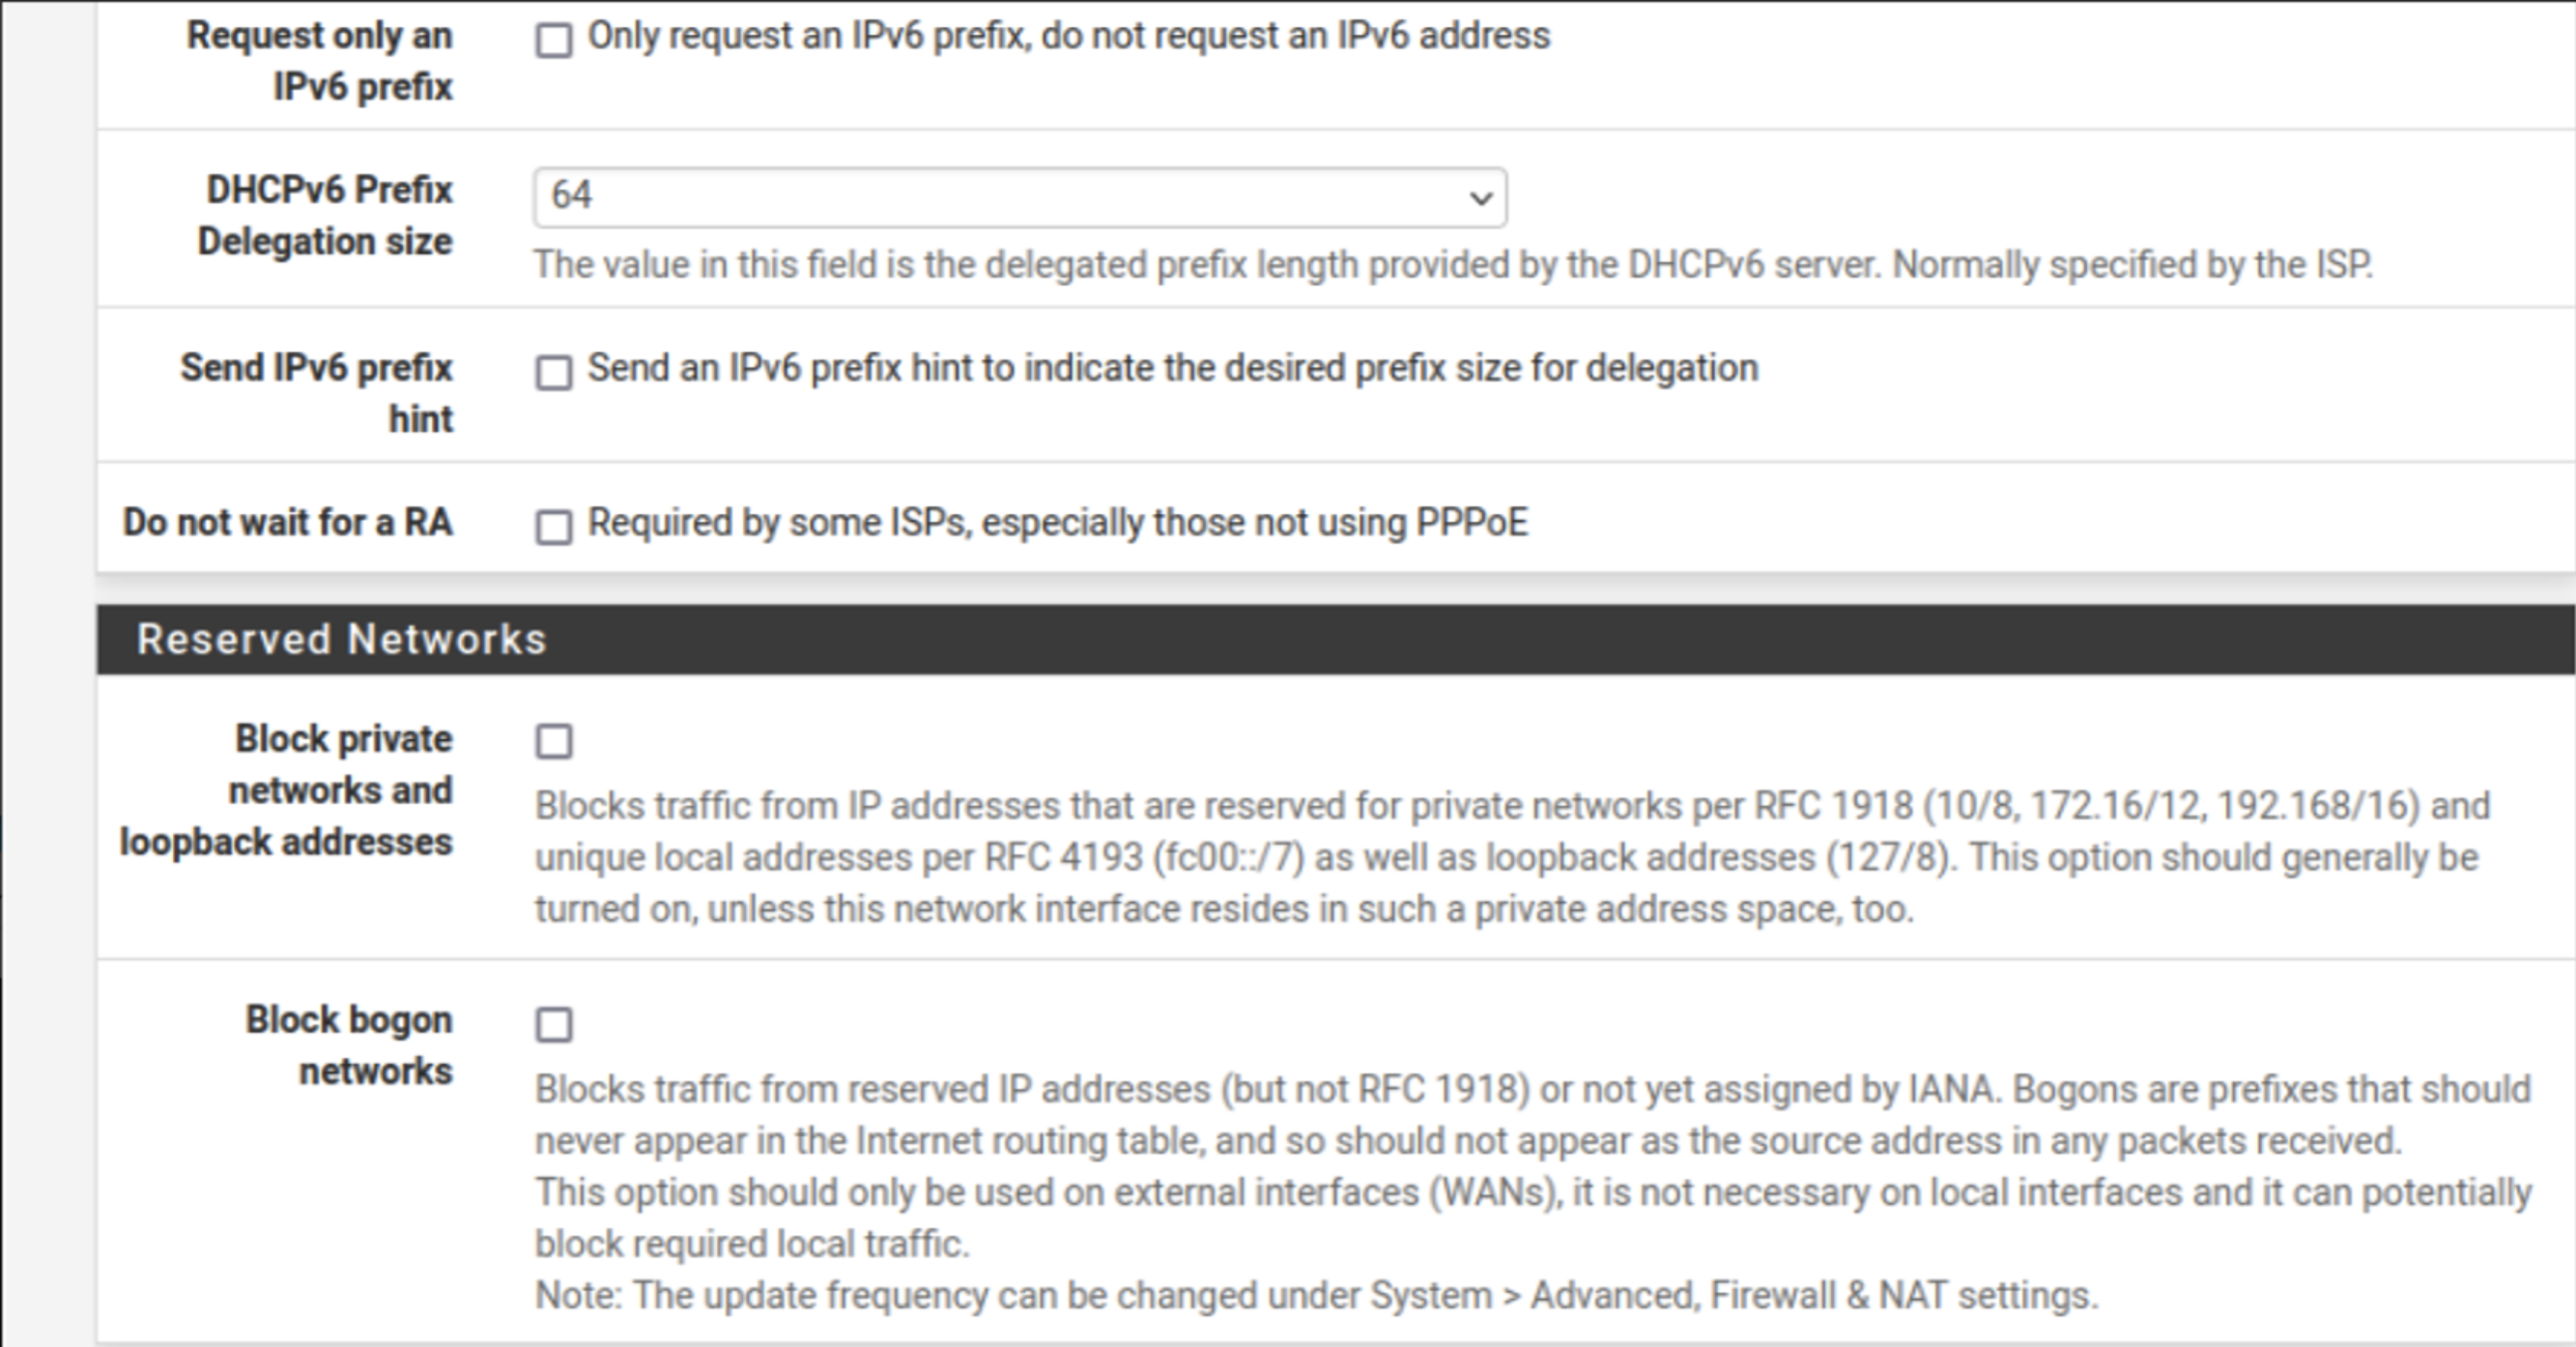 Request only an
IPv6 prefix
Only request an IPv6 prefix, do not request an IPv6 address
DHCPv6 Prefix
Delegation size
64
The value in this field is the delegated prefix length provided by the DHCPv6 server. Normally specified by the ISP.
Send IPv6 prefix
hint
Send an IPv6 prefix hint to indicate the desired prefix size for delegation
Do not wait for a RA
Required by some ISPs, especially those not using PPPoE
Reserved Networks
Block private
networks and
loopback addresses
Blocks traffic from IP addresses that are reserved for private networks per RFC 1918 (10/8, 172.16/12, 192.168/16) and
unique local addresses per RFC 4193 (fc00::/7) as well as loopback addresses (127/8). This option should generally be
turned on, unless this network interface resides in such a private address space, too.
Block bogon
networks
Blocks traffic from reserved IP addresses (but not RFC 1918) or not yet assigned by IANA. Bogons are prefixes that should
never appear in the Internet routing table, and so should not appear as the source address in any packets received.
This option should only be used on external interfaces (WANs), it is not necessary on local interfaces and it can potentially
block required local traffic.
Note: The update frequency can be changed under System > Advanced, Firewall & NAT settings.